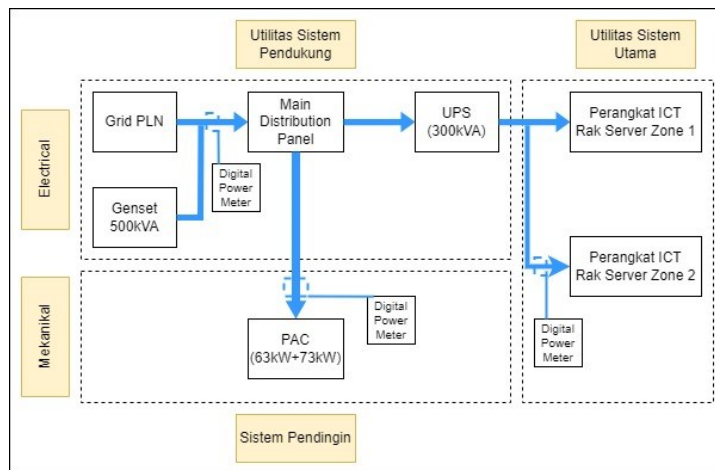 Utilitas Sistem
Pendukung
Utilitas Sistem
Utama
Electrical
Grid PLN
Main
Distribution
Panel
UPS
(300kVA)
Perangkat ICT
Rak Server Zone 1
Digital
Power
Meter
Genset
500kVA
Perangkat ICT
Rak Server Zone 2
Mekanikal
Digital
Power
Meter
Digital
Power
Meter
PAC
(63kW+73kW)
Sistem Pendingin